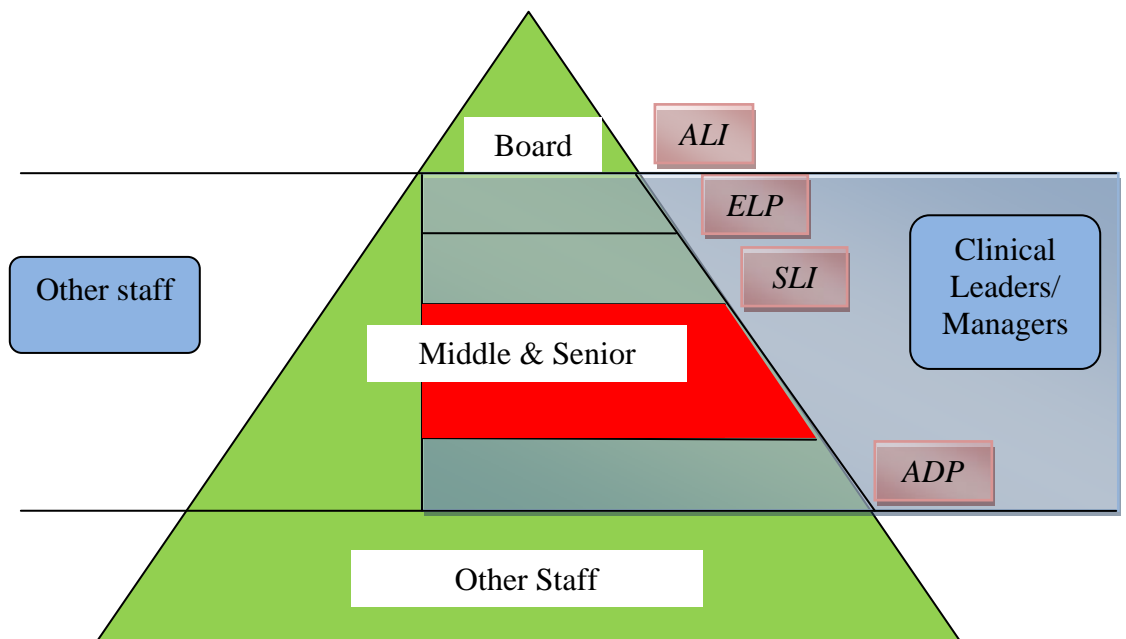 ALI
Board
ELP
SLI
Clinical
Leaders/
Managers
Other staff
Middle & Senior
ADP
Other Staff